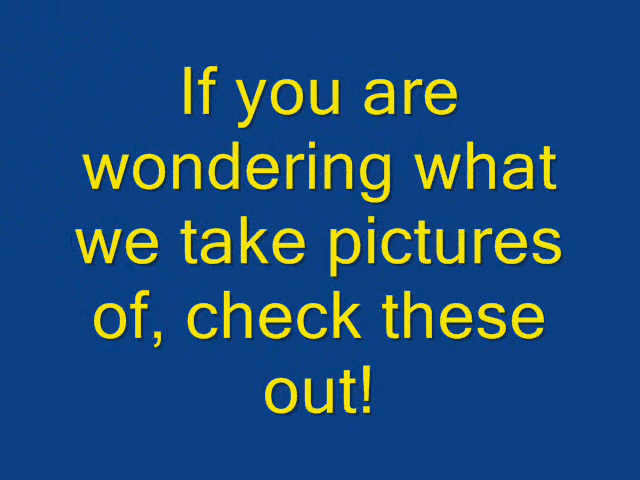 If you are
wondering what
we take pictures
of, check these
out!